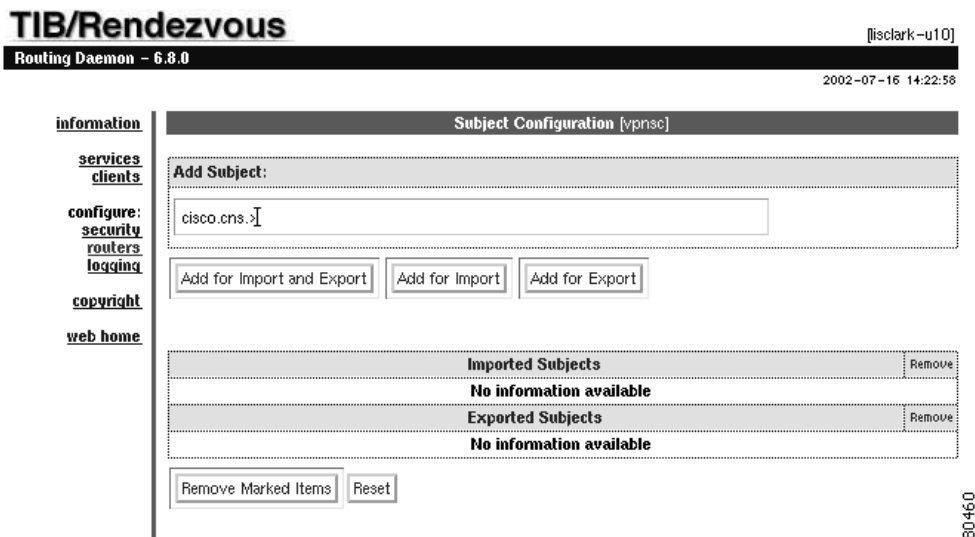 TIB/Rendezvous
[lisclark-u10]
Routing Daemon - 6.8.0
2002-07-16 14:22:58
information
services
clients
configure:
security
routers
logging
copyright
web home
Subject Configuration [vpnsc]
Add Subject:
cisco.cns.>
Add for Import and Export
Add for Import
Add for Export
Imported Subjects
Remove
No information available
Exported Subjects
Remove
No information available
Remove Marked Items
Reset
80460